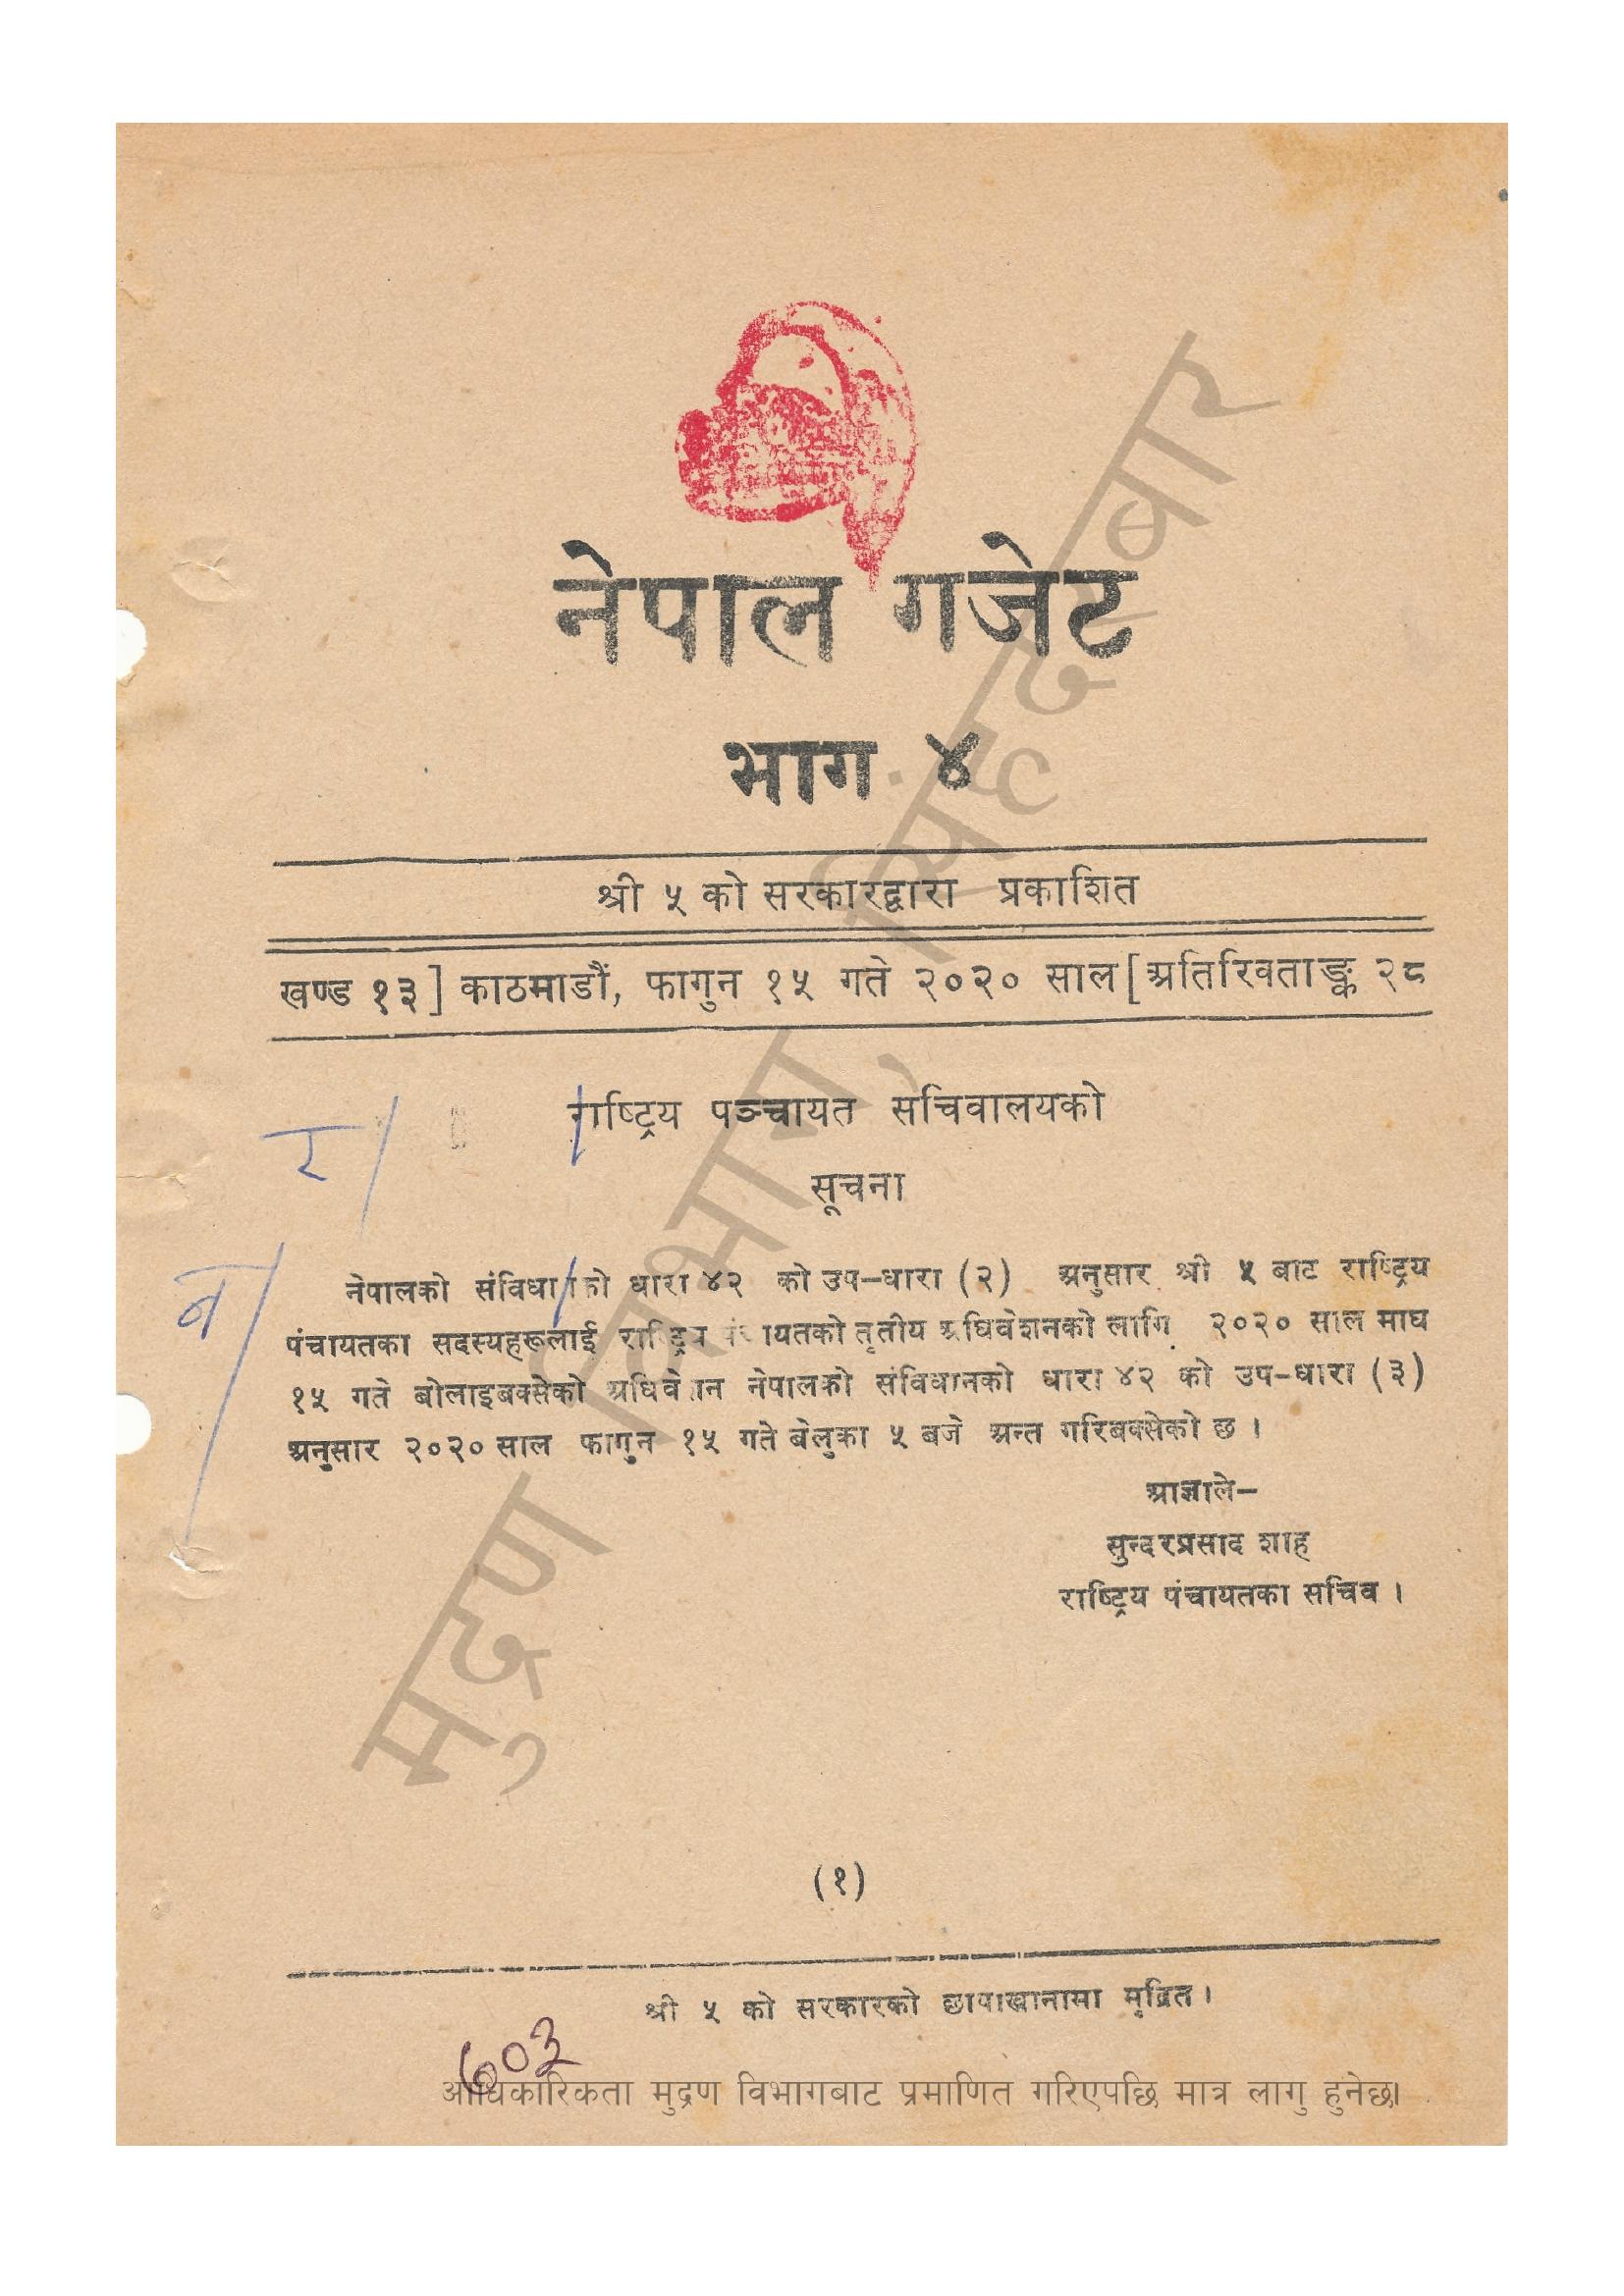 नेपाल गजेट
भाग ४
श्री ५ को सरकारद्वारा प्रकाशित
खण्ड १३] काठमाडौं, फागुन १५ गते २०२० साल [अतिरिक्ताङ्क २८
राष्ट्रिय पञ्चायत सचिवालयको
र/
सूचना
न/
नेपालको संविधा को धारा ४२ को उप-धारा (२) अनुसार श्री ५ बाट राष्ट्रिय
पंचायतका सदस्यहरूलाई राष्ट्रिय पंचायतको तृतीय अधिवेशनको लागि २०२० साल माघ
१५ गते बोलाइबक्सेको अधिवेशन नेपालको संविधानको धारा ४२ को उप-धारा (३)
अनुसार २०२० साल फागुन १५ गते बेलुका ५ बजे अन्त गरिबक्सेको छ ।
आज्ञाले-
सुन्दरप्रसाद शाह
राष्ट्रिय पंचायतका सचिव ।
मुद्रण विभाग, सिंहदरबार
(१)
श्री ५ को सरकारको छापाखानामा मुद्रित ।
७०३
आधिकारिकता मुद्रण विभागबाट प्रमाणित गरिएपछि मात्र लागु हुनेछ।